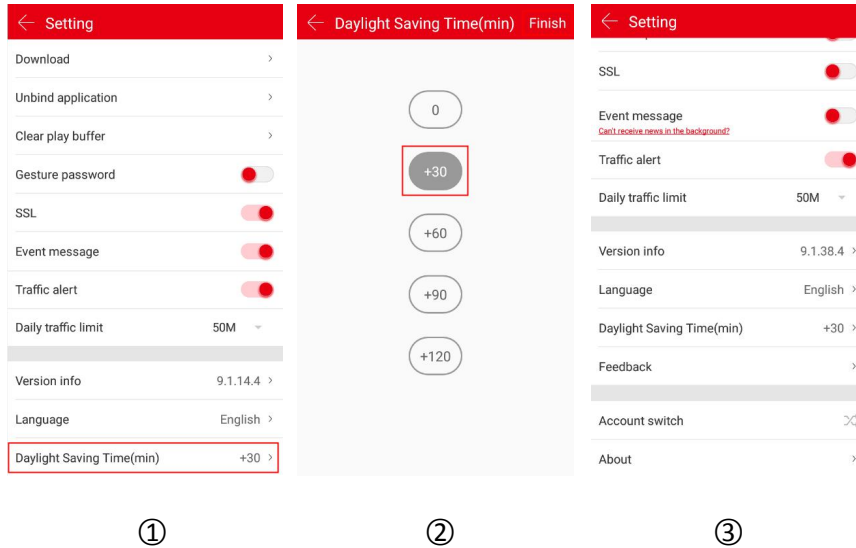 Setting
Download
Unbind application
Clear play buffer
Gesture password
SSL
Event message
Traffic alert
Daily traffic limit 50M
Version info 9.1.14.4
Language English
Daylight Saving Time(min) +30
①
Daylight Saving Time(min) Finish
0
+30
+60
+90
+120
②
Setting
SSL
Event message
Can't receive news in the background?
Traffic alert
Daily traffic limit 50M
Version info 9.1.38.4
Language English
Daylight Saving Time(min) +30
Feedback
Account switch
About
③